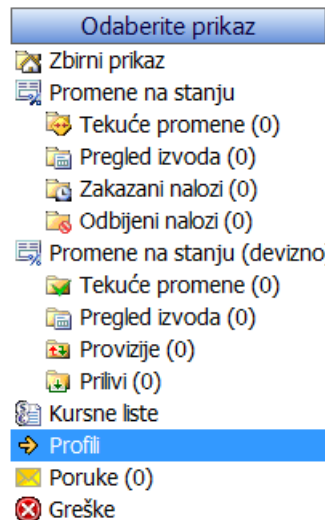 Odaberite prikaz
Zbirni prikaz
Promene na stanju
Tekuće promene (0)
Pregled izvoda (0)
Zakazani nalozi (0)
Odbijeni nalozi (0)
Promene na stanju (devizno
Tekuće promene (0)
Pregled izvoda (0)
Provizije (0)
Prilivi (0)
Kursne liste
Profili
Poruke (0)
Greške